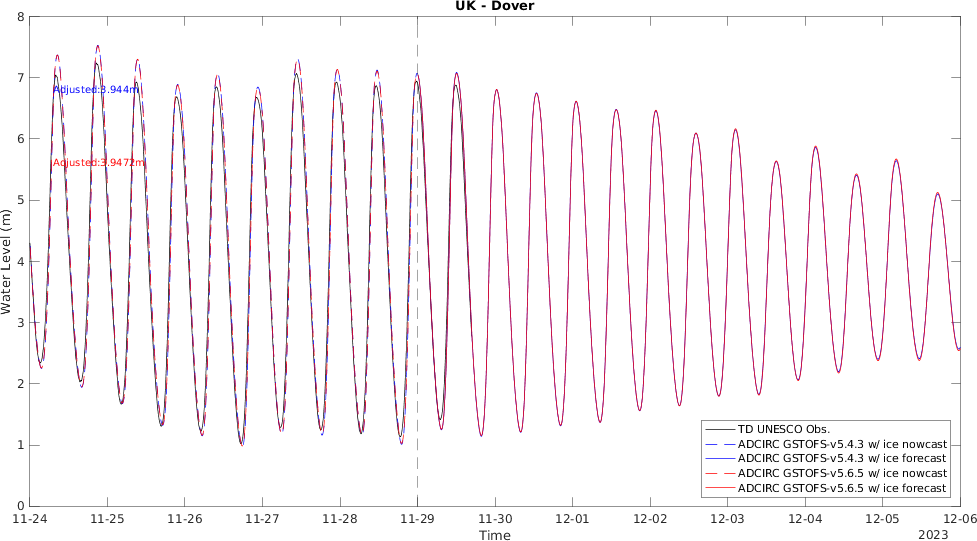 UK - Dover
8
7
6
5
4
3
2
1
0
Water Level (m)
Adjusted:3.944m
Adjusted:3.9472m
TD UNESCO Obs.
ADCIRC GSTOFS-v5.4.3 w/ ice nowcast
ADCIRC GSTOFS-v5.4.3 w/ ice forecast
ADCIRC GSTOFS-v5.6.5 w/ ice nowcast
ADCIRC GSTOFS-v5.6.5 w/ ice forecast
11-24 11-25 11-26 11-27 11-28 11-29 11-30 12-01 12-02 12-03 12-04 12-05 12-06
Time
2023